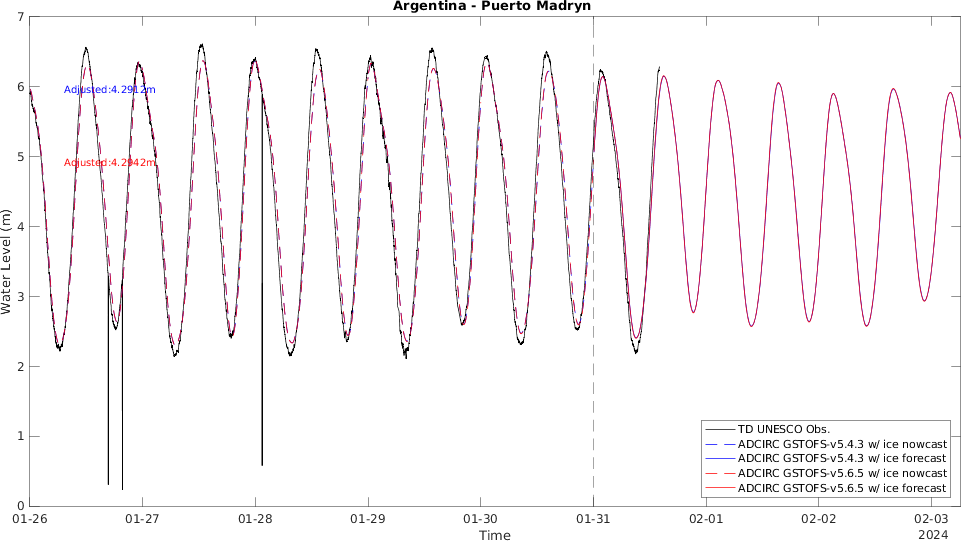 Argentina - Puerto Madryn
7
6
5
4
3
2
1
0
Water Level (m)
Adjusted:4.2912m
Adjusted:4.2942m
TD UNESCO Obs.
ADCIRC GSTOFS-v5.4.3 w/ ice nowcast
ADCIRC GSTOFS-v5.4.3 w/ ice forecast
ADCIRC GSTOFS-v5.6.5 w/ ice nowcast
ADCIRC GSTOFS-v5.6.5 w/ ice forecast
01-26 01-27 01-28 01-29 01-30 01-31 02-01 02-02 02-03
2024
Time